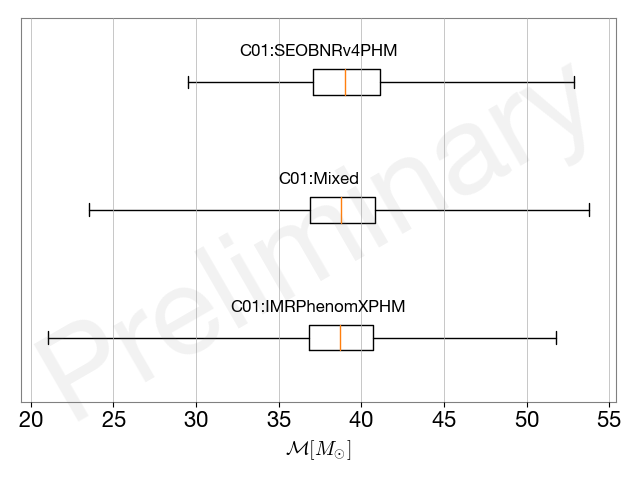 C01:SEOBNRv4PHM
C01:Mixed
C01:IMRPhenomXPHM
Preliminary
20 25 30 35 40 45 50 55
ℳ[M⊙]